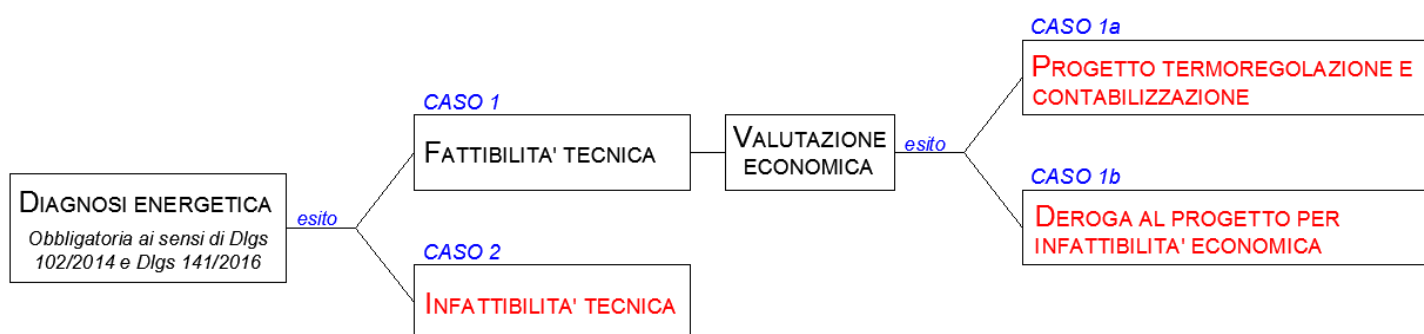 DIAGNOSI ENERGETICA
Obbligatoria ai sensi di Dlgs
102/2014 e Dlgs 141/2016
esito
CASO 1
FATTIBILITA' TECNICA
CASO 2
INFATTIBILITA' TECNICA
VALUTAZIONE
ECONOMICA
esito
CASO 1a
PROGETTO TERMOREGOLAZIONE E
CONTABILIZZAZIONE
CASO 1b
DEROGA AL PROGETTO PER
INFATTIBILITA' ECONOMICA